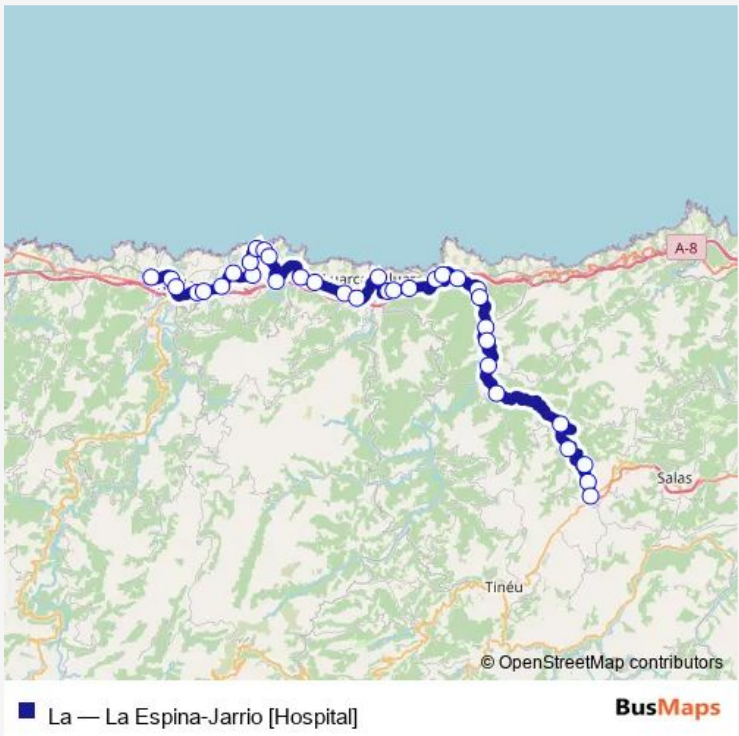 A-8
Salas
Tinéu
© OpenStreetMap contributors
La — La Espina-Jarrio [Hospital]
BusMaps